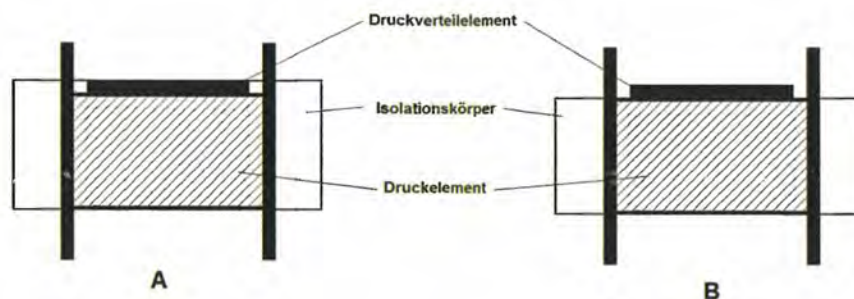 Druckverteilelement
Isolationskörper
Druckelement
A
B